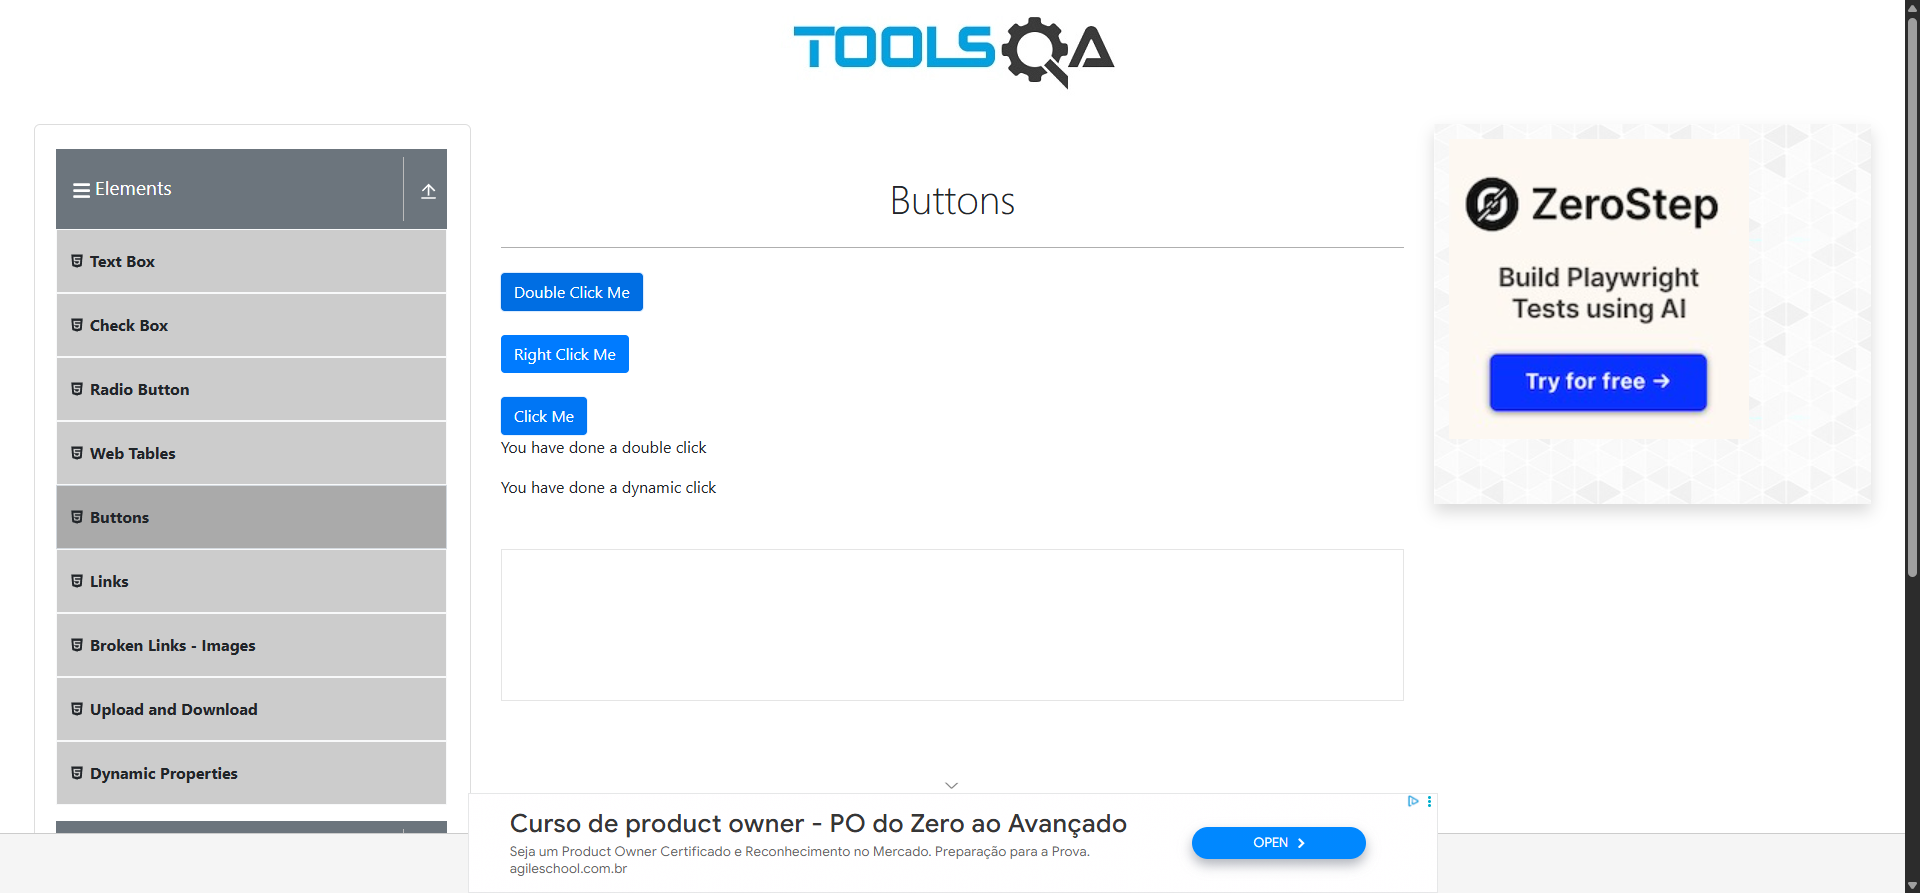 TOOLSQA
Elements
Text Box
Check Box
Radio Button
Web Tables
Buttons
Links
Broken Links - Images
Upload and Download
Dynamic Properties
Buttons
Double Click Me
Right Click Me
Click Me
You have done a double click
You have done a dynamic click
ZeroStep
Build Playwright
Tests using AI
Try for free →
Curso de product owner - PO do Zero ao Avançado
Seja um Product Owner Certificado e Reconhecimento no Mercado. Preparação para a Prova.
agileschool.com.br
OPEN